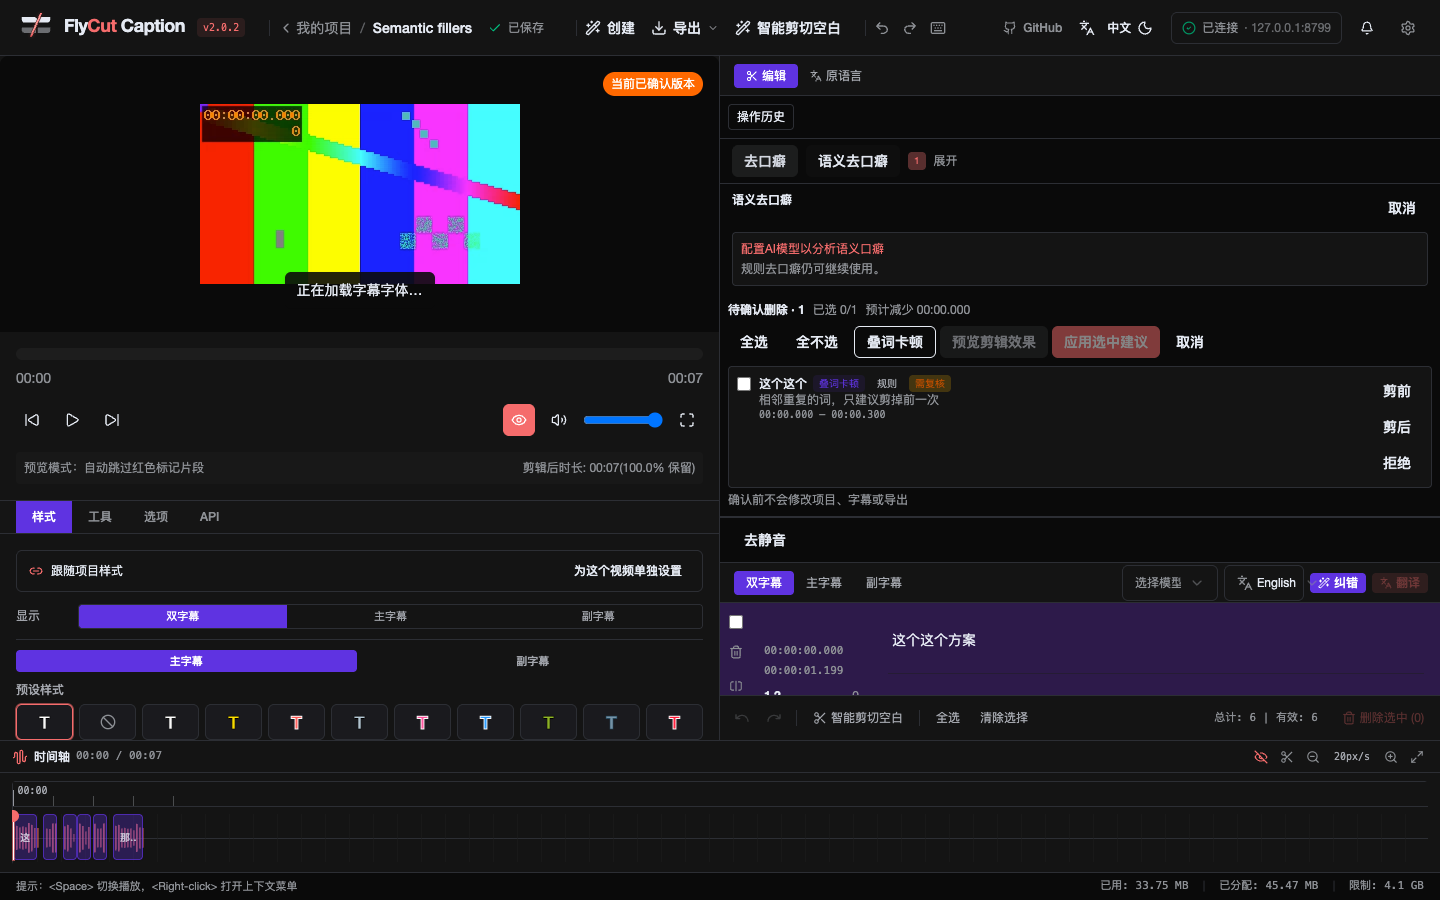 FlyCut Caption v2.0.2 我的项目 / Semantic fillers 已保存 创建 导出 智能剪切空白 GitHub 中文 已连接 · 127.0.0.1:8799
当前已确认版本
00:00:00.000
0
正在加载字幕字体...
00:00 00:07
预览模式：自动跳过红色标记片段 剪辑后时长: 00:07(100.0% 保留)
样式 工具 选项 API
跟随项目样式 为这个视频单独设置
显示 双字幕 主字幕 副字幕
主字幕 副字幕
预设样式
T T T T T T T T T T
编辑 原语言
操作历史
去口癖 语义去口癖 1 展开
语义去口癖
取消
配置AI模型以分析语义口癖
规则去口癖仍可继续使用。
待确认删除 · 1 已选 0/1 预计减少 00:00.000
全选 全不选 叠词卡顿 预览剪辑效果 应用选中建议 取消
这个这个 叠词卡顿 规则 需复核
相邻重复的词，只建议剪掉前一次
00:00.000 — 00:00.300
剪前
剪后
拒绝
确认前不会修改项目、字幕或导出
去静音
双字幕 主字幕 副字幕 选择模型 English 纠错 翻译
这个这个方案
00:00:00.000
00:00:01.199
智能剪切空白 全选 清除选择 总计: 6 | 有效: 6 删除选中 (0)
时间轴 00:00 / 00:07 20px/s
00:00
这 那...
提示: <Space> 切换播放, <Right-click> 打开上下文菜单 已用: 33.75 MB 已分配: 45.47 MB 限制: 4.1 GB